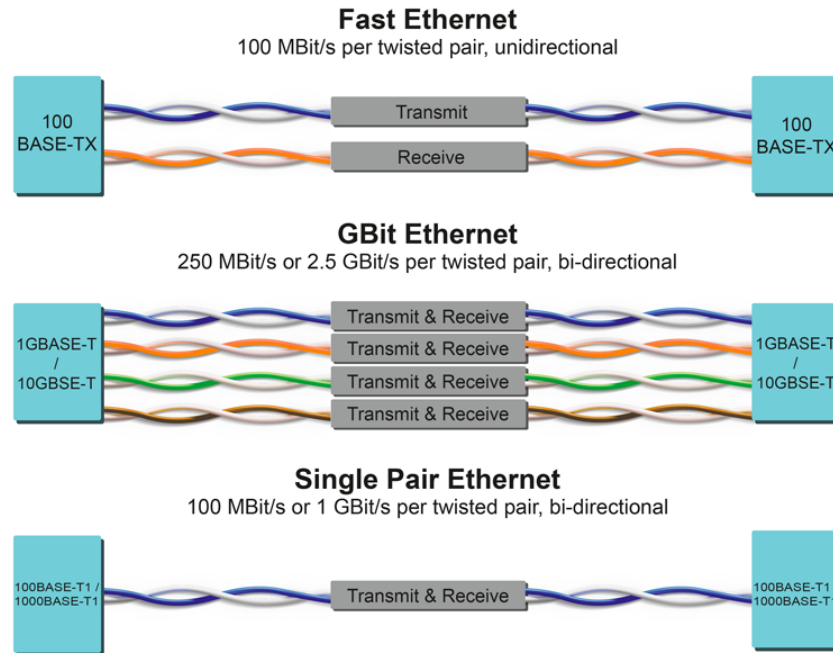 Fast Ethernet
100 MBit/s per twisted pair, unidirectional
100
BASE-TX
Transmit
Receive
100
BASE-TX
GBit Ethernet
250 MBit/s or 2.5 GBit/s per twisted pair, bi-directional
1GBASE-T
/
10GBSE-T
Transmit & Receive
Transmit & Receive
Transmit & Receive
Transmit & Receive
1GBASE-T
/
10GBSE-T
Single Pair Ethernet
100 MBit/s or 1 GBit/s per twisted pair, bi-directional
100BASE-T1 /
1000BASE-T1
Transmit & Receive
100BASE-T1
1000BASE-T1